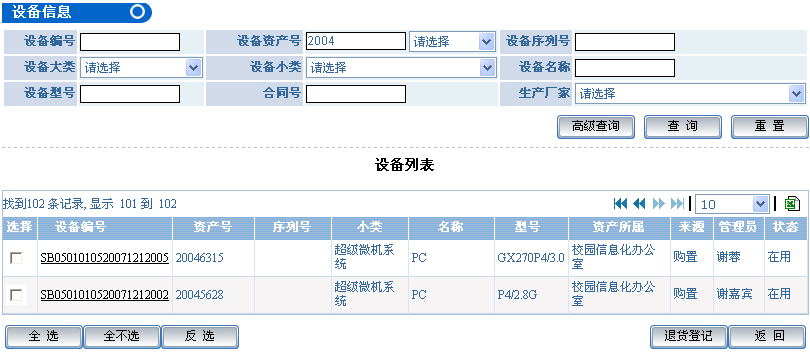 设备信息
设备编号 设备资产号 2004 请选择 设备序列号
设备大类 请选择 设备小类 请选择 设备名称
设备型号 合同号 生产厂家 请选择
高级查询 查 询 重 置
设备列表
找到102 条记录, 显示 101 到 102 10
选择 设备编号 资产号 序列号 小类 名称 型号 资产所属 来源 管理员 状态
SB0501010520071212005 20046315 超级微机系统 PC GX270P4/3.0 校园信息化办公室 购置 谢蓉 在用
SB0501010520071212002 20045628 超级微机系统 PC P4/2.8G 校园信息化办公室 购置 谢嘉宾 在用
全 选 全不选 反 选 退货登记 返 回